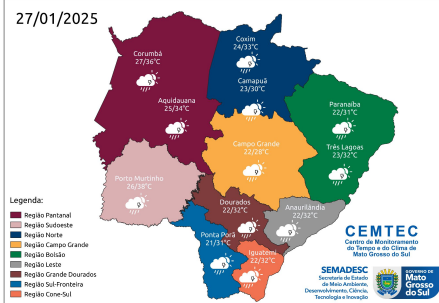 27/01/2025
Coxim
24/33°C
Corumbá
27/36°C
Camapuã
23/30°C
Aquidauana
25/34°C
Paranaíba
22/31°C
Campo Grande
22/28°C
Três Lagoas
23/32°C
Porto Murtinho
26/38°C
Dourados
22/32°C
Anaurilândia
22/32°C
Ponta Porã
21/31°C
Iguatemi
22/32°C
Legenda:
Região Pantanal
Região Sudoeste
Região Norte
Região Campo Grande
Região Bolsão
Região Leste
Região Grande Dourados
Região Sul-Fronteira
Região Cone-Sul
CEMTEC
Centro de Monitoramento
do Tempo e do Clima de
Mato Grosso do Sul
SEMADESC
Secretaria de Estado
de Meio Ambiente,
Desenvolvimento, Ciência,
Tecnologia e Inovação
GOVERNO DE
Mato
Grosso
do Sul